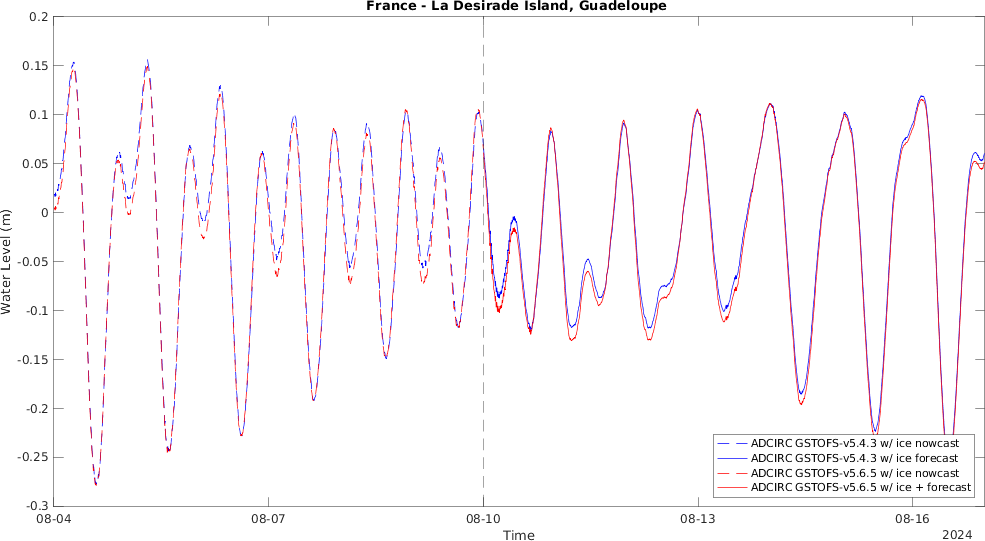 France - La Desirade Island, Guadeloupe
0.2
0.15
0.1
0.05
0
-0.05
-0.1
-0.15
-0.2
-0.25
-0.3
Water Level (m)
ADCIRC GSTOFS-v5.4.3 w/ ice nowcast
ADCIRC GSTOFS-v5.4.3 w/ ice forecast
ADCIRC GSTOFS-v5.6.5 w/ ice nowcast
ADCIRC GSTOFS-v5.6.5 w/ ice + forecast
08-04 08-07 08-10 08-13 08-16
Time
2024